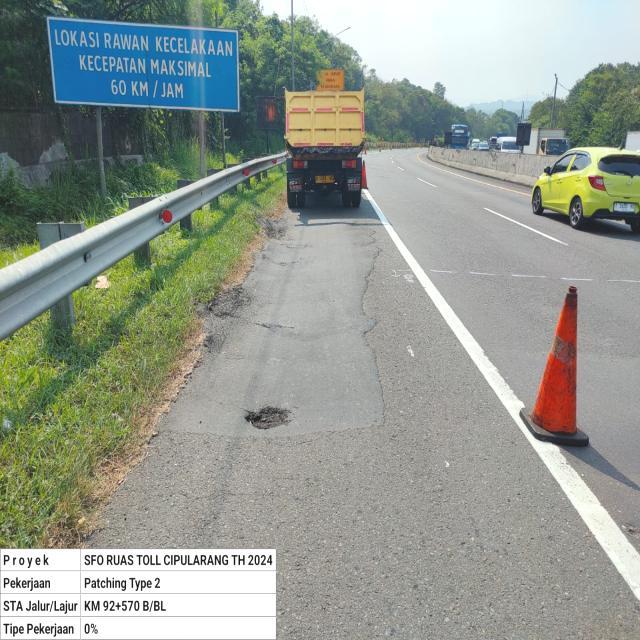 LOKASI RAWAN KECELAKAAN
KECEPATAN MAKSIMAL
60 KM / JAM
P r o y e k SFO RUAS TOLL CIPULARANG TH 2024
Pekerjaan Patching Type 2
STA Jalur/Lajur KM 92+570 B/BL
Tipe Pekerjaan 0%